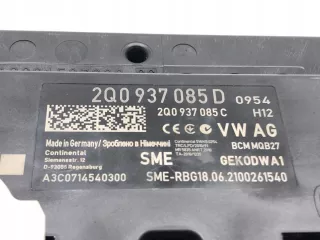 2Q0 937 085 D 0954
2Q0 937 085 C H12
VW AG
Made in Germany / Зроблено в Німеччині
BCM MQB27
Continental
Siemensstr. 12
D-93055 Regensburg
SME
GEKODWA1
A3C0714540300
SME-RBG18.06.2100261540